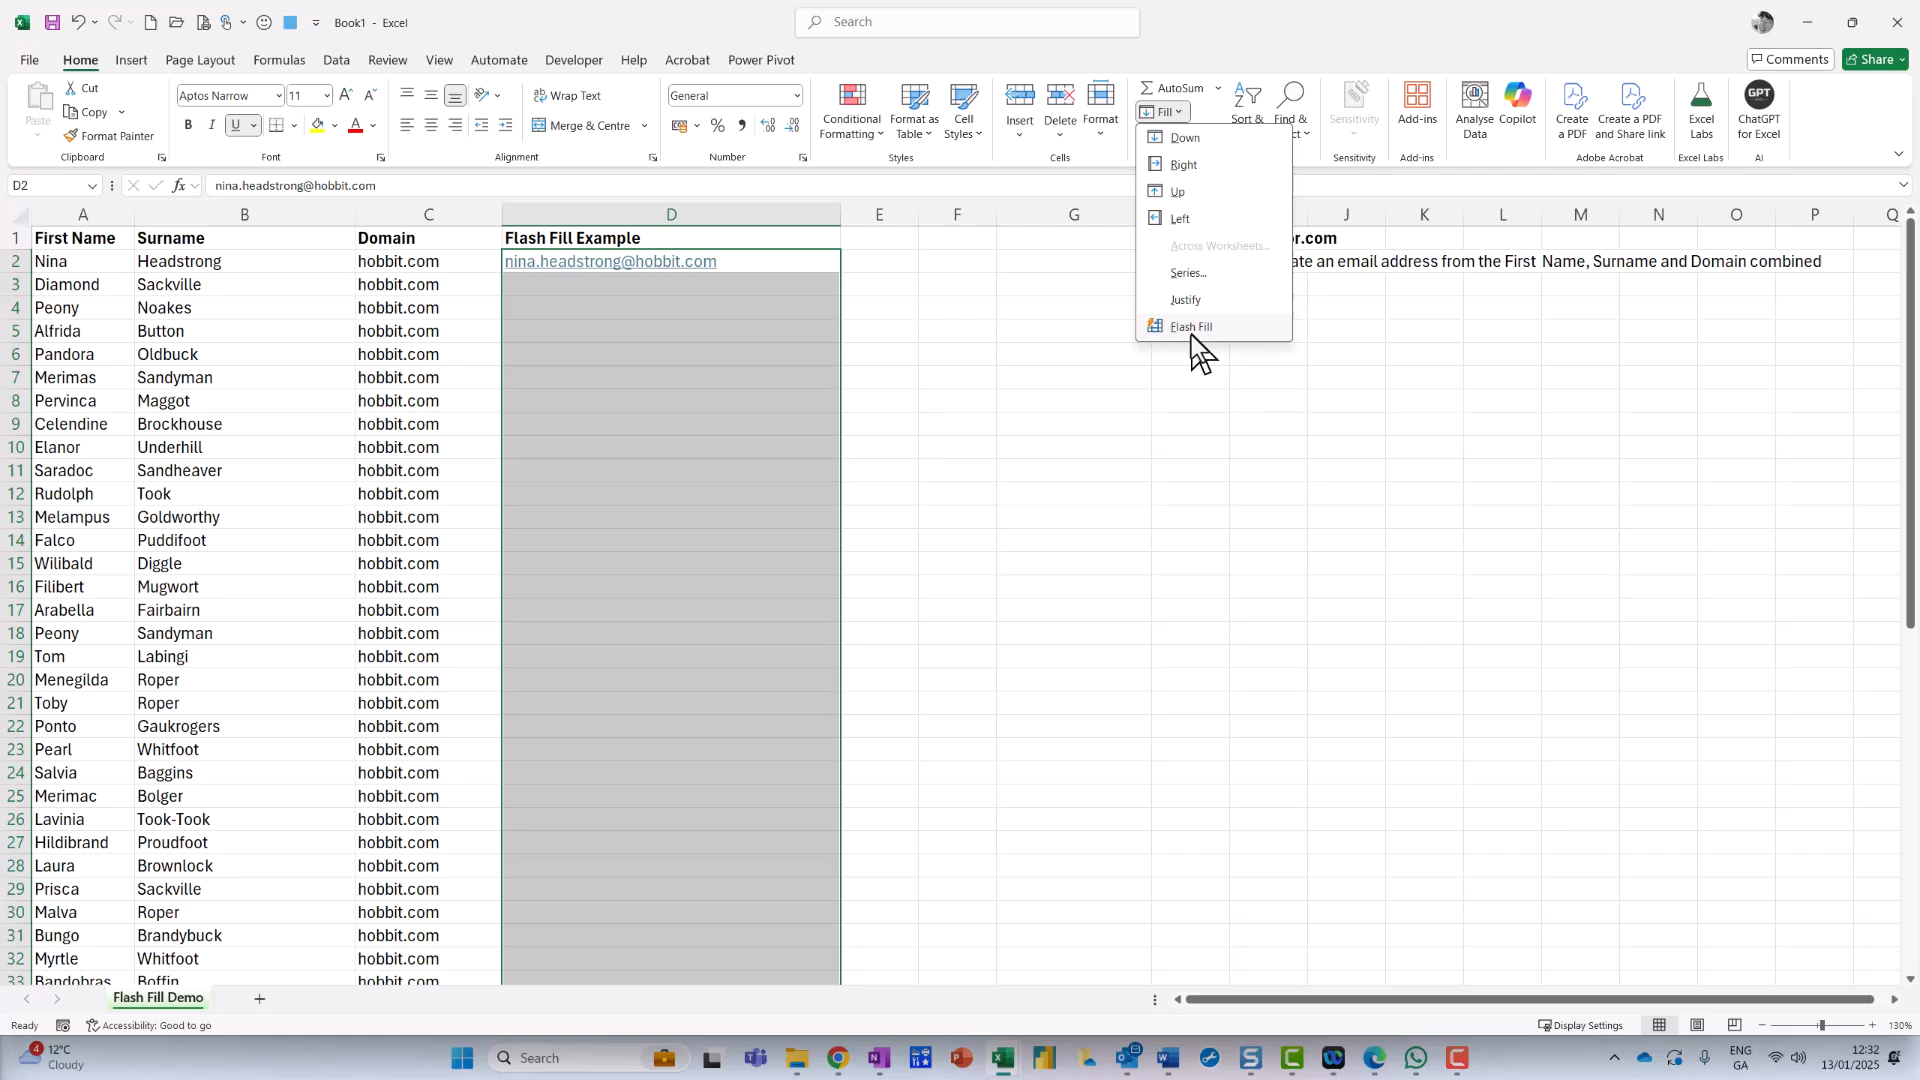 Book1 - Excel
Search
File Home Insert Page Layout Formulas Data Review View Automate Developer Help Acrobat Power Pivot
Comments
Share
Paste
Cut
Copy
Format Painter
Clipboard
Aptos Narrow 11
B I U
Font
Wrap Text
Merge & Centre
Alignment
General
Number
Conditional Formatting
Format as Table
Cell Styles
Styles
Insert Delete Format
Cells
AutoSum
Fill
Sort &
Find &
Sensitivity
Sensitivity
Add-ins
Add-ins
Analyse Data
Copilot
Create a PDF
Create a PDF and Share link
Adobe Acrobat
Excel Labs
Excel Labs
GPT
ChatGPT for Excel
AI
Down
Right
Up
Left
Across Worksheets...
Series...
Justify
Flash Fill
D2 fx nina.headstrong@hobbit.com
A B C D E F G J K L M N O P Q
1 First Name Surname Domain Flash Fill Example r.com
2 Nina Headstrong hobbit.com nina.headstrong@hobbit.com ate an email address from the First Name, Surname and Domain combined
3 Diamond Sackville hobbit.com
4 Peony Noakes hobbit.com
5 Alfrida Button hobbit.com
6 Pandora Oldbuck hobbit.com
7 Merimas Sandyman hobbit.com
8 Pervinca Maggot hobbit.com
9 Celendine Brockhouse hobbit.com
10 Elanor Underhill hobbit.com
11 Saradoc Sandheaver hobbit.com
12 Rudolph Took hobbit.com
13 Melampus Goldworthy hobbit.com
14 Falco Puddifoot hobbit.com
15 Wilibald Diggle hobbit.com
16 Filibert Mugwort hobbit.com
17 Arabella Fairbairn hobbit.com
18 Peony Sandyman hobbit.com
19 Tom Labingi hobbit.com
20 Menegilda Roper hobbit.com
21 Toby Roper hobbit.com
22 Ponto Gaukrogers hobbit.com
23 Pearl Whitfoot hobbit.com
24 Salvia Baggins hobbit.com
25 Merimac Bolger hobbit.com
26 Lavinia Took-Took hobbit.com
27 Hildibrand Proudfoot hobbit.com
28 Laura Brownlock hobbit.com
29 Prisca Sackville hobbit.com
30 Malva Roper hobbit.com
31 Bungo Brandybuck hobbit.com
32 Myrtle Whitfoot hobbit.com
33 Bandobras Boffin hobbit.com
Flash Fill Demo
Ready Accessibility: Good to go Display Settings 130%
4 12°C
Cloudy
Search
ENG
GA
12:32
13/01/2025